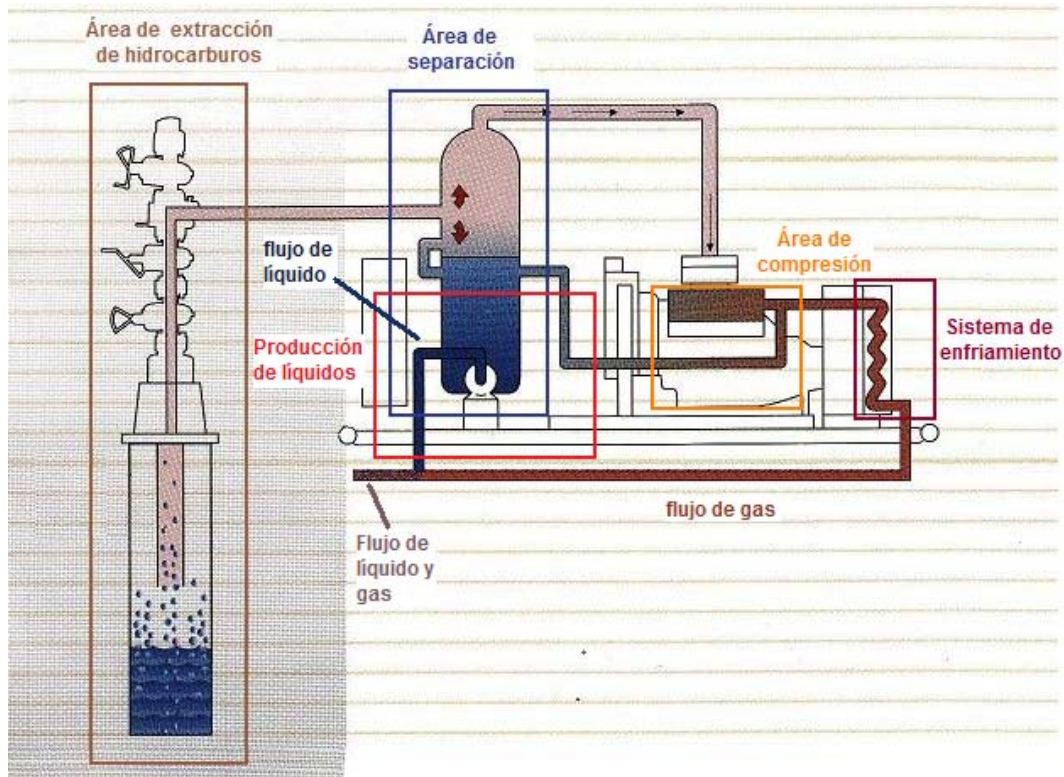 Área de extracción
de hidrocarburos
Área de
separación
flujo de
líquido
Producción
de líquidos
Área de
compresión
Sistema de
enfriamiento
flujo de gas
Flujo de
líquido y
gas